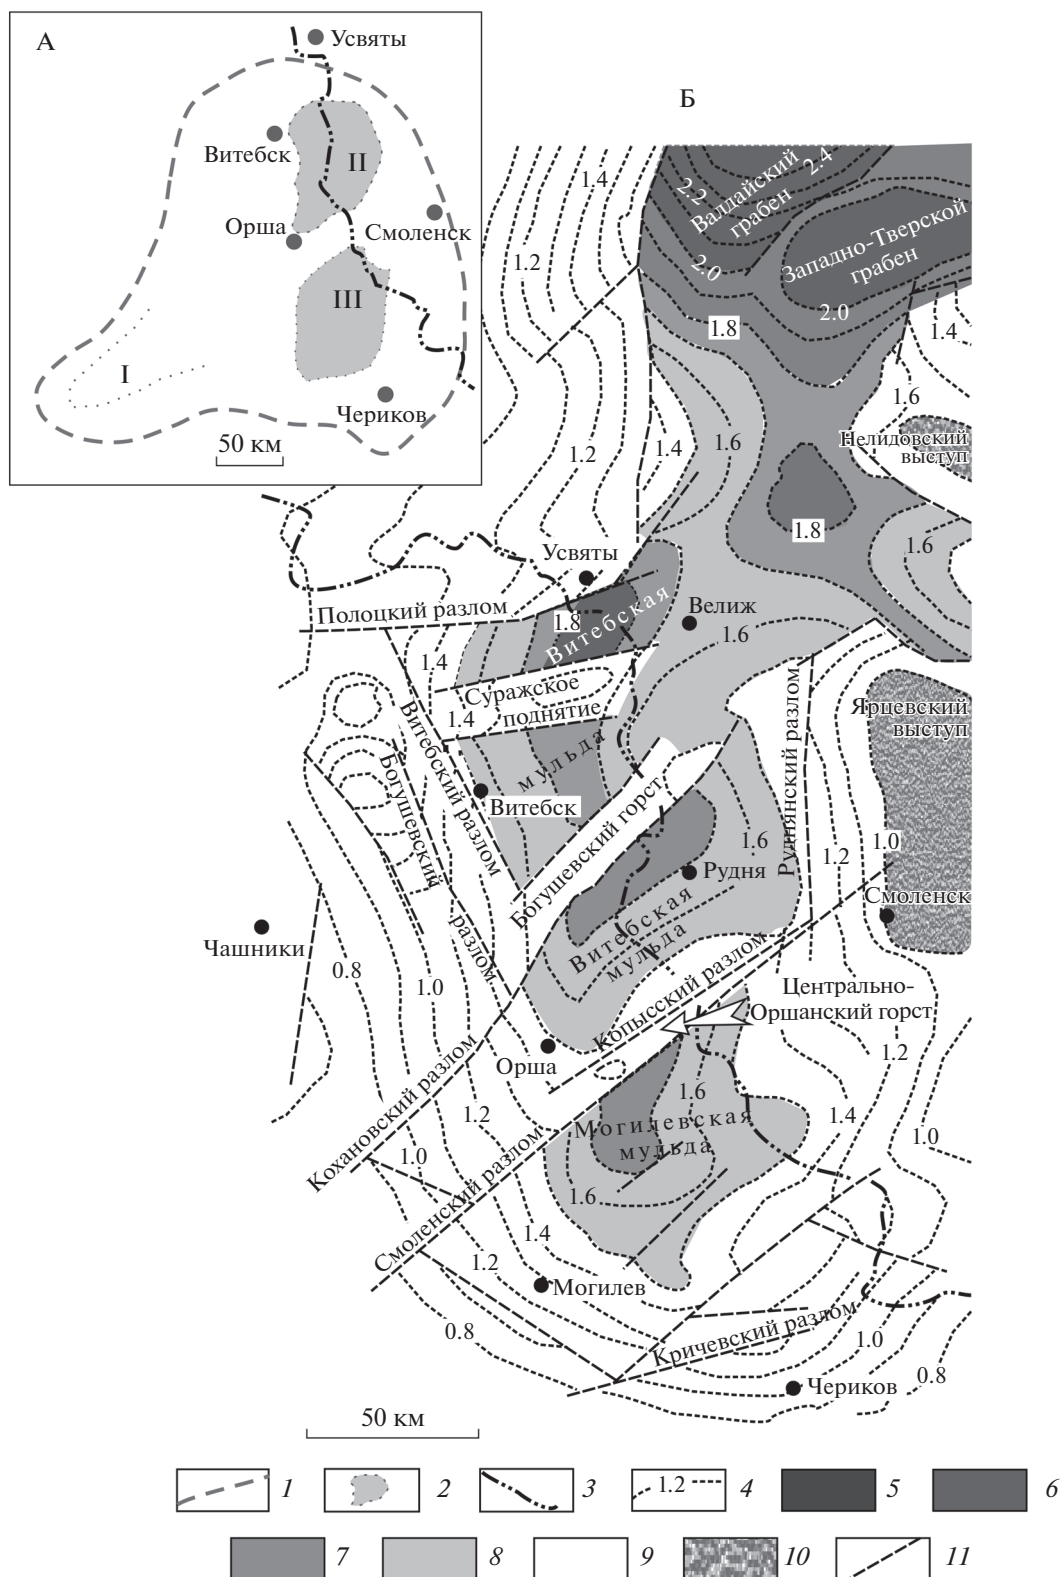 А
Усвяты
Витебск
II
Орша
Смоленск
III
I
Чериков
50 км
Б
1.4
2.4
2.2
Валдайский
грабен
1.2
2.0
Западно-Тверской
грабен
2.0
1.8
1.4
1.6
1.4
1.6
1.2
Нелидовский
выступ
1.8
1.6
Усвяты
Полоцкий разлом
1.8
Витебская
Велиж
1.6
1.4
Суражское
поднятие
1.4
Ярцевский
выступ
Витебский разлом
Богушевский
разлом
мульда
Витебск
Богушевский горст
Руднянский разлом
1.6
1.2
1.0
Рудня
Смоленск
Чашники
Витебская
мульда
0.8
1.0
Копысский разлом
Центрально-
Оршанский горст
Орша
1.2
Кохановский разлом
1.6
1.2
1.4
Могилевская
мульда
1.0
1.0
Смоленский разлом
1.6
1.4
1.2
Могилев
0.8
Кричевский разлом
1.0
0.8
Чериков
50 км
1
2
3
1.2
4
5
6
7
8
9
10
11